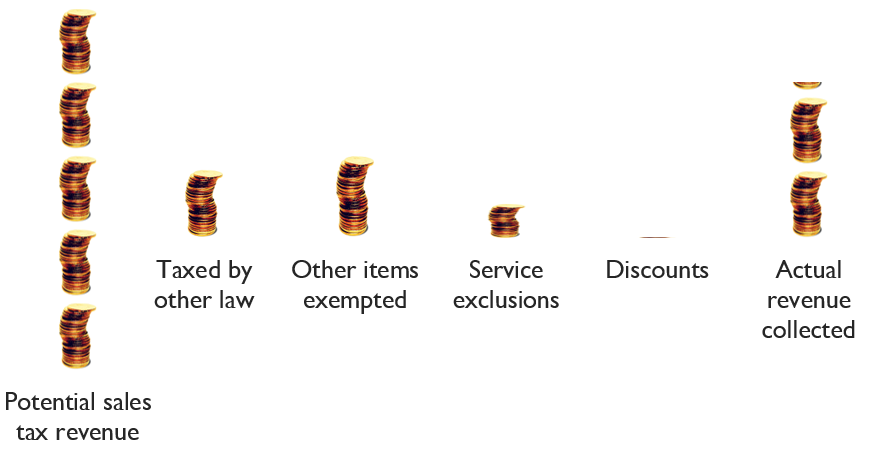 Taxed by
other law
Other items
exempted
Service
exclusions
Discounts
Actual
revenue
collected
Potential sales
tax revenue